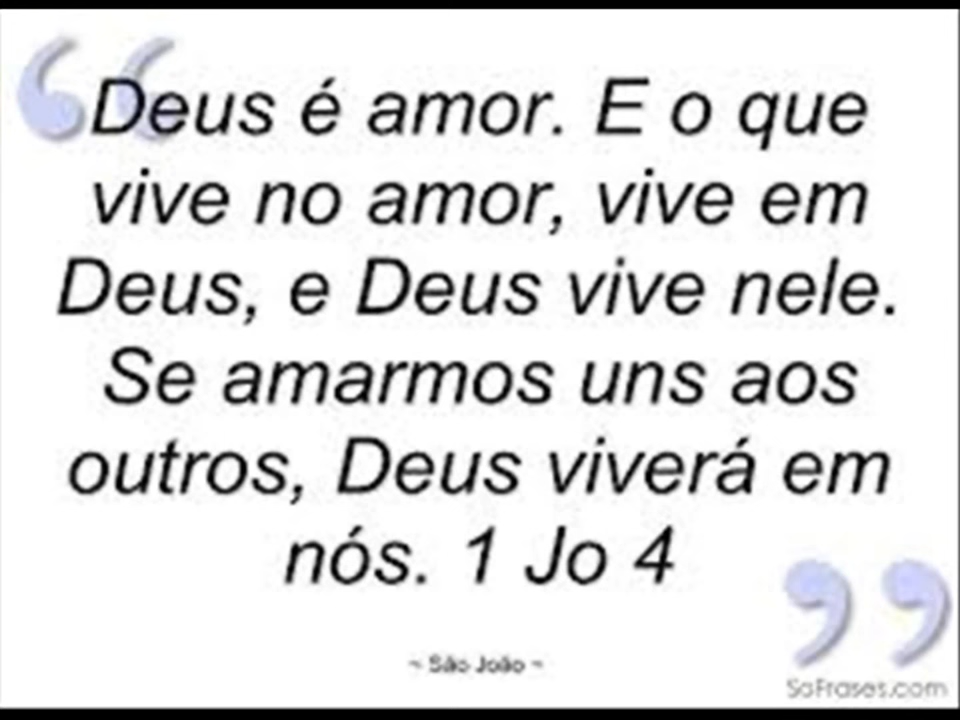 Deus é amor. E o que
vive no amor, vive em
Deus, e Deus vive nele.
Se amarmos uns aos
outros, Deus viverá em
nós. 1 Jo 4
~ São João ~
SoFrases.com